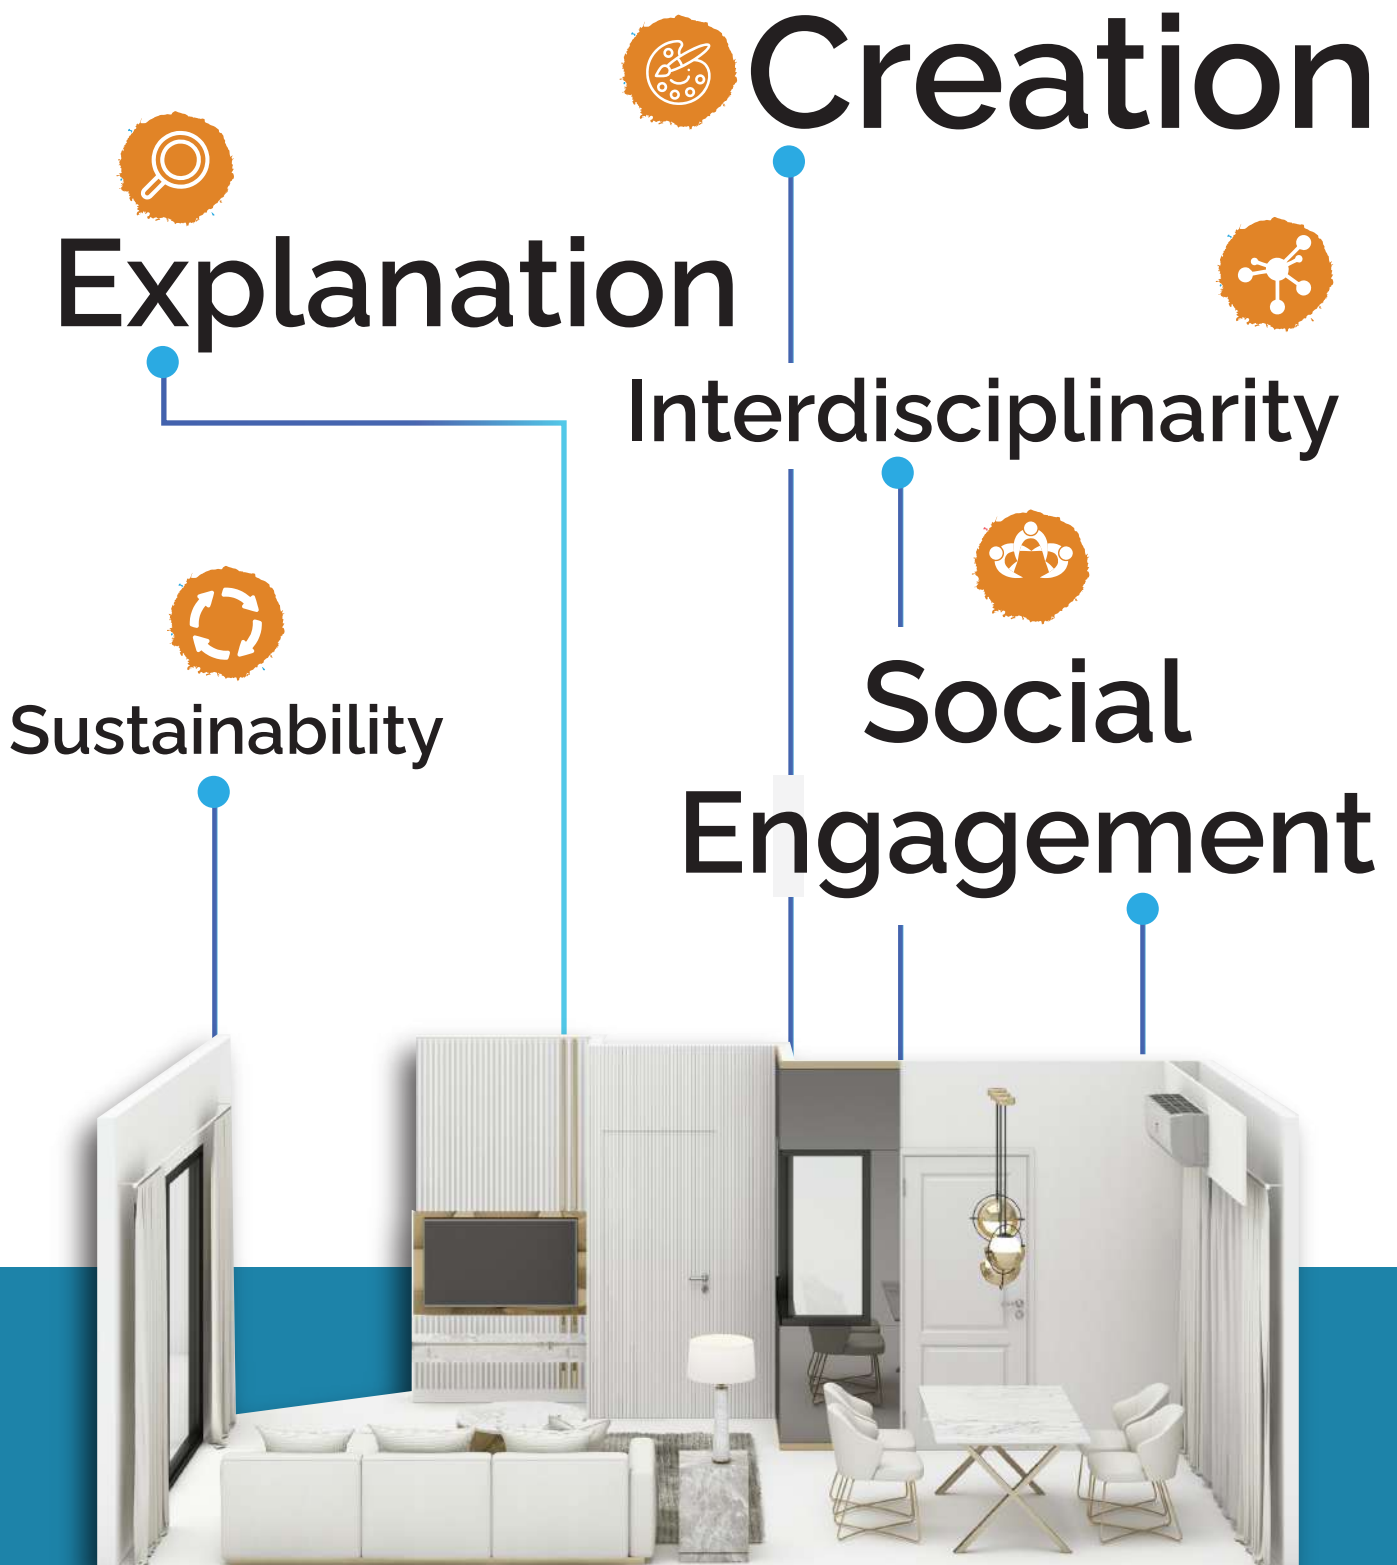 Creation
Explanation
Interdisciplinarity
Sustainability
Social
Engagement